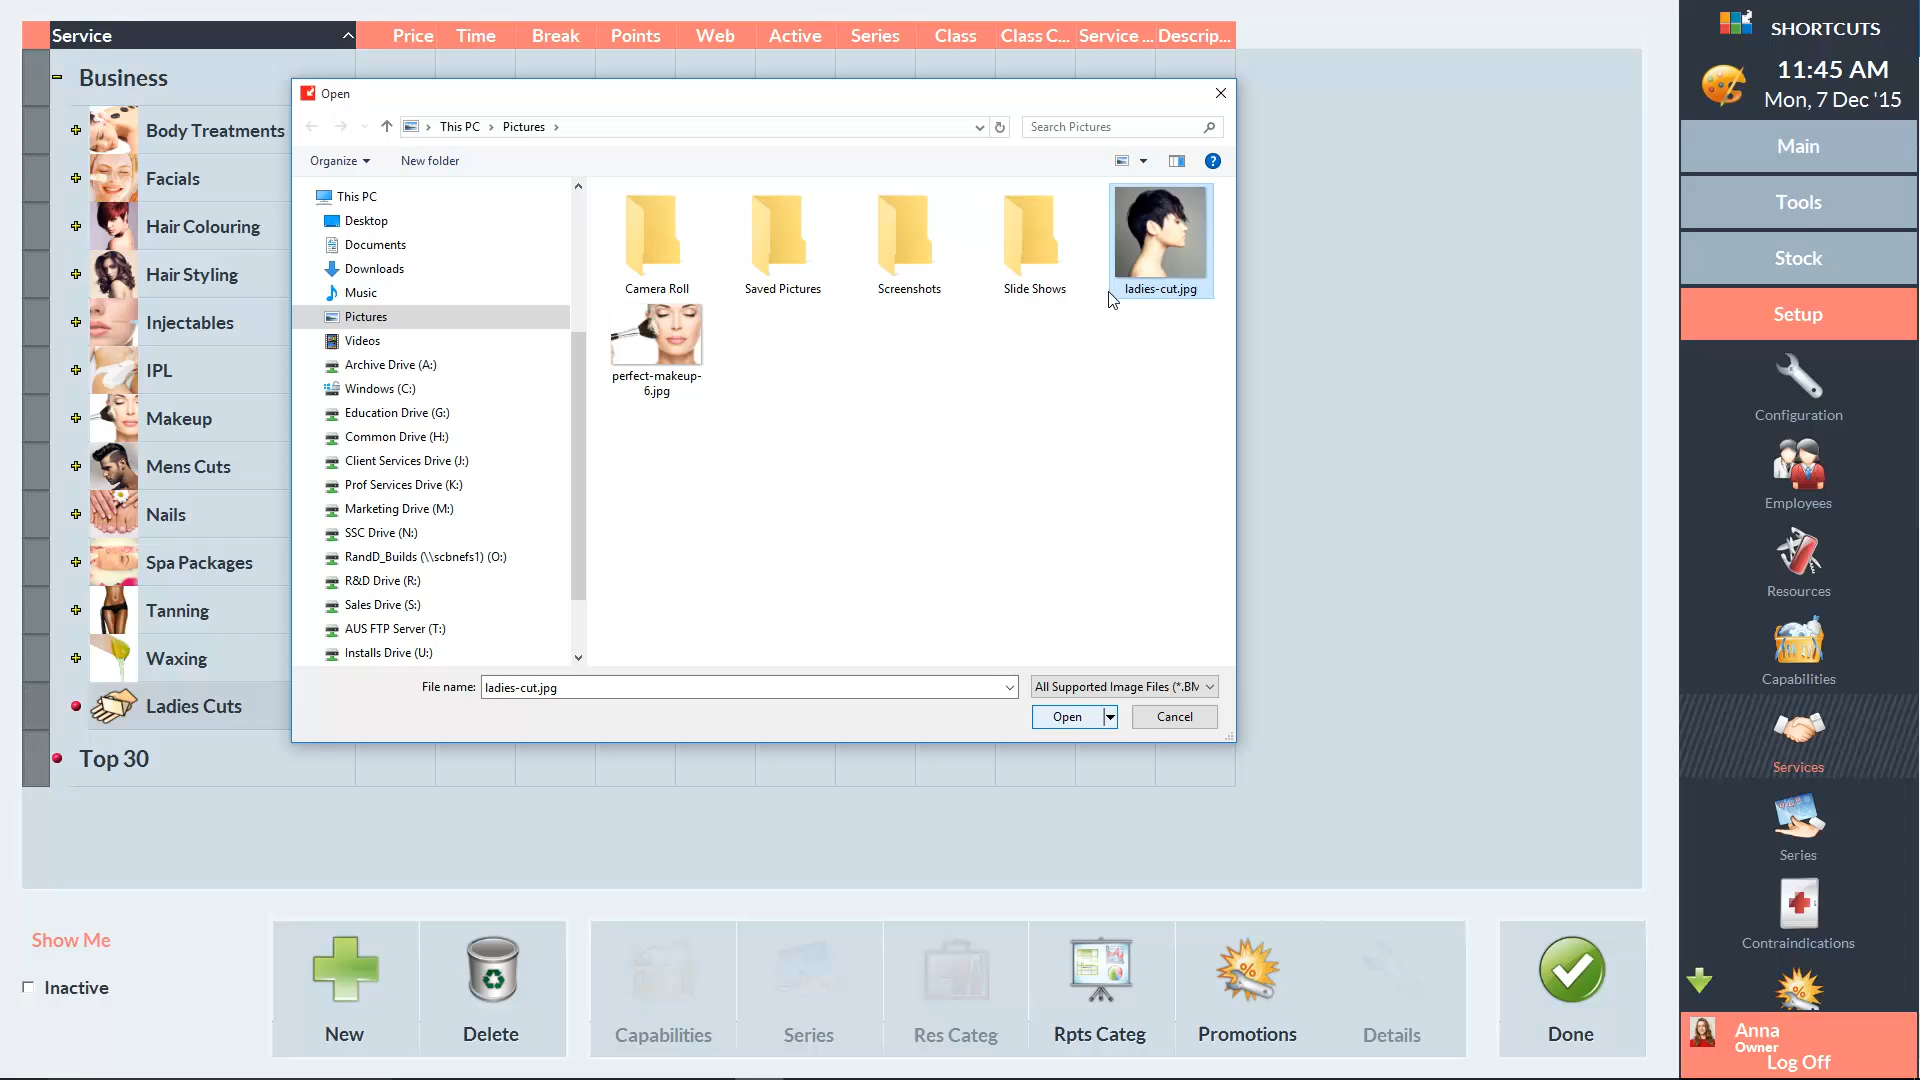 Service
Price
Time
Break
Points
Web
Active
Series
Class
Class C...
Service ...
Descrip...
SHORTCUTS
11:45 AM
Mon, 7 Dec '15
Main
Tools
Stock
Setup
Configuration
Employees
Resources
Capabilities
Services
Series
Contraindications
Anna
Owner
Log Off
Business
Body Treatments
Facials
Hair Colouring
Hair Styling
Injectables
IPL
Makeup
Mens Cuts
Nails
Spa Packages
Tanning
Waxing
Ladies Cuts
Top 30
Open
This PC
Pictures
Search Pictures
Organize
New folder
This PC
Desktop
Documents
Downloads
Music
Pictures
Videos
Archive Drive (A:)
Windows (C:)
Education Drive (G:)
Common Drive (H:)
Client Services Drive (J:)
Prof Services Drive (K:)
Marketing Drive (M:)
SSC Drive (N:)
RandD_Builds (\\scbnefs1) (O:)
R&D Drive (R:)
Sales Drive (S:)
AUS FTP Server (T:)
Installs Drive (U:)
Camera Roll
Saved Pictures
Screenshots
Slide Shows
ladies-cut.jpg
perfect-makeup-
6.jpg
File name:
ladies-cut.jpg
All Supported Image Files (*.BM
Open
Cancel
Show Me
Inactive
New
Delete
Capabilities
Series
Res Categ
Rpts Categ
Promotions
Details
Done